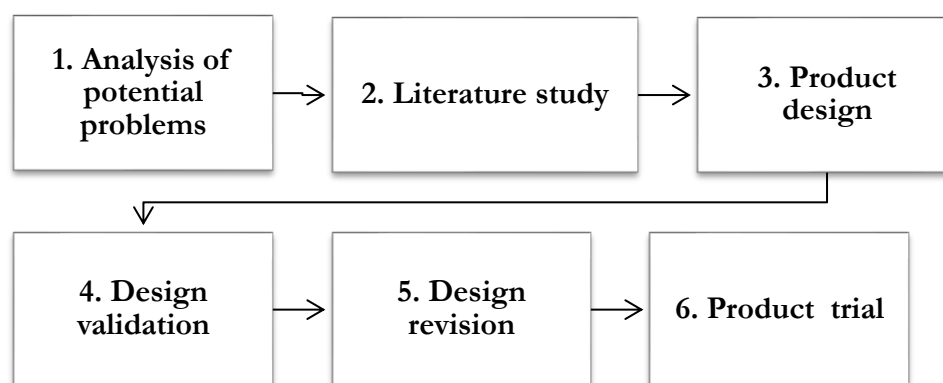 1. Analysis of
potential
problems
2. Literature study
3. Product
design
4. Design
validation
5. Design
revision
6. Product trial